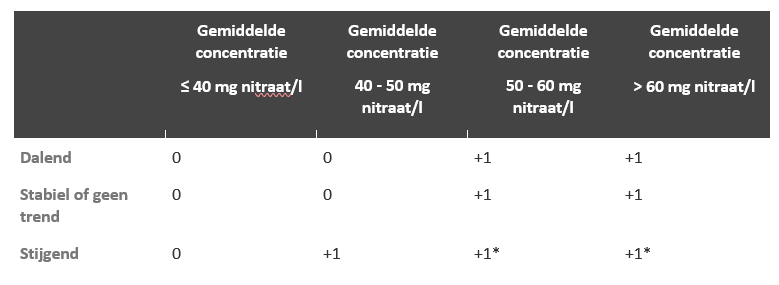 Gemiddelde concentratie Gemiddelde concentratie Gemiddelde concentratie Gemiddelde concentratie
≤ 40 mg nitraat/l 40 - 50 mg nitraat/l 50 - 60 mg nitraat/l > 60 mg nitraat/l
Dalend 0 0 +1 +1
Stabiel of geen trend 0 0 +1 +1
Stijgend 0 +1 +1* +1*